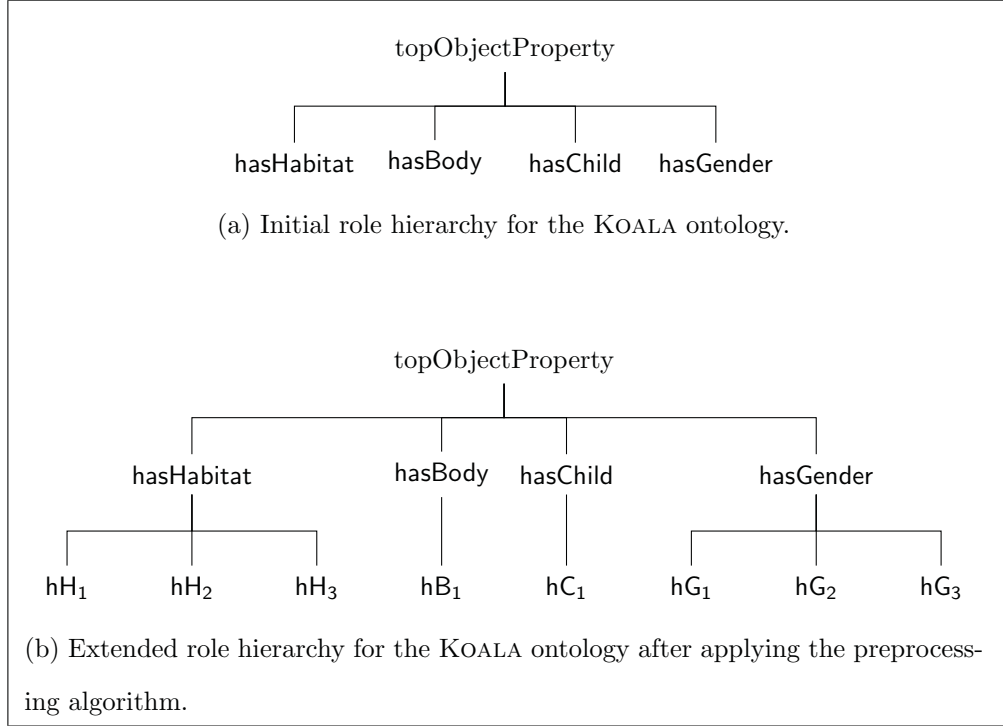 topObjectProperty
hasHabitat hasBody hasChild hasGender
(a) Initial role hierarchy for the KOALA ontology.
topObjectProperty
hasHabitat hasBody hasChild hasGender
hH₁ hH₂ hH₃ hB₁ hC₁ hG₁ hG₂ hG₃
(b) Extended role hierarchy for the KOALA ontology after applying the preprocess-
ing algorithm.